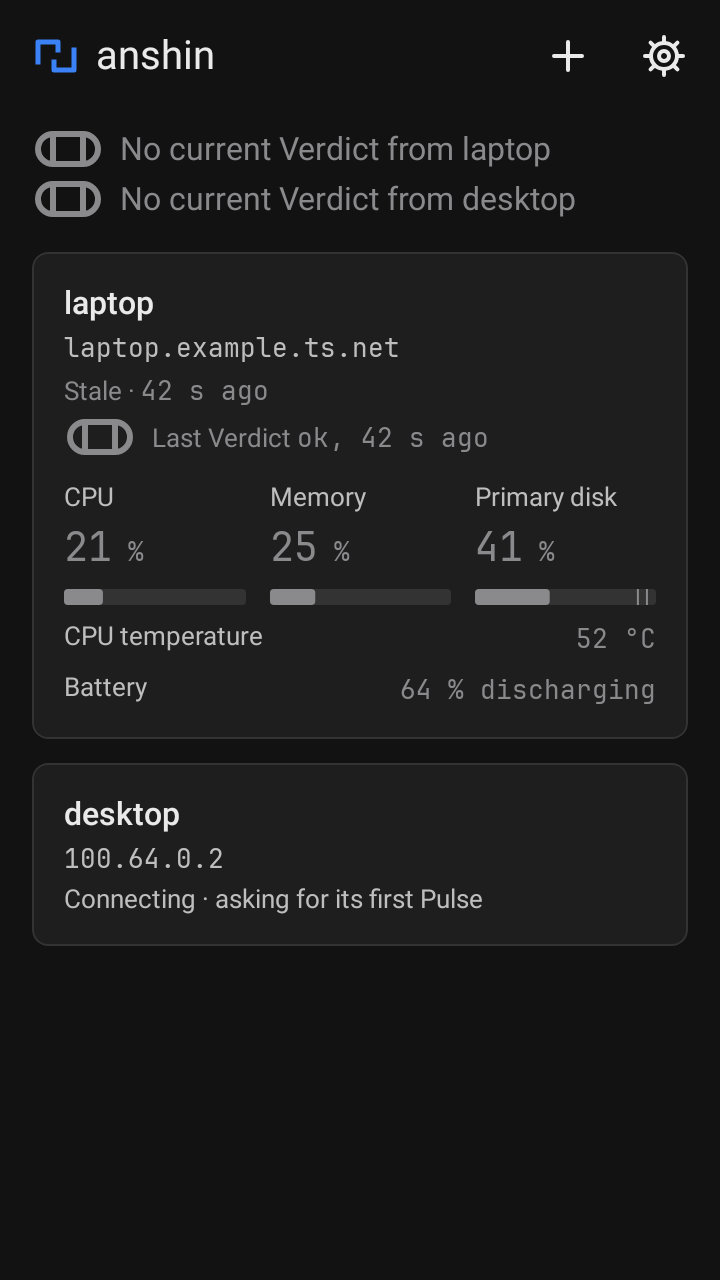 anshin
No current Verdict from laptop
No current Verdict from desktop
laptop
laptop.example.ts.net
Stale · 42 s ago
Last Verdict ok, 42 s ago
CPU Memory Primary disk
21 % 25 % 41 %
CPU temperature 52 °C
Battery 64 % discharging
desktop
100.64.0.2
Connecting · asking for its first Pulse